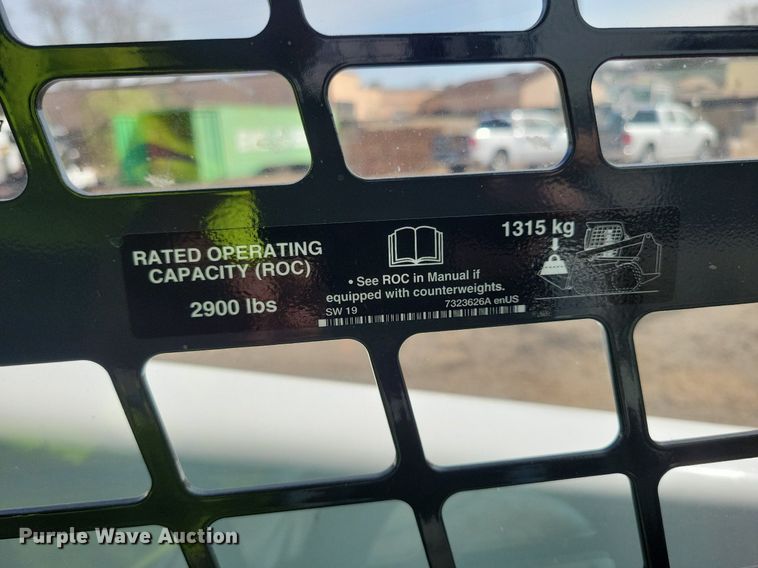 RATED OPERATING
CAPACITY (ROC)
2900 lbs
• See ROC in Manual if
equipped with counterweights.
SW 19
7323626A enUS
1315 kg
Purple Wave Auction